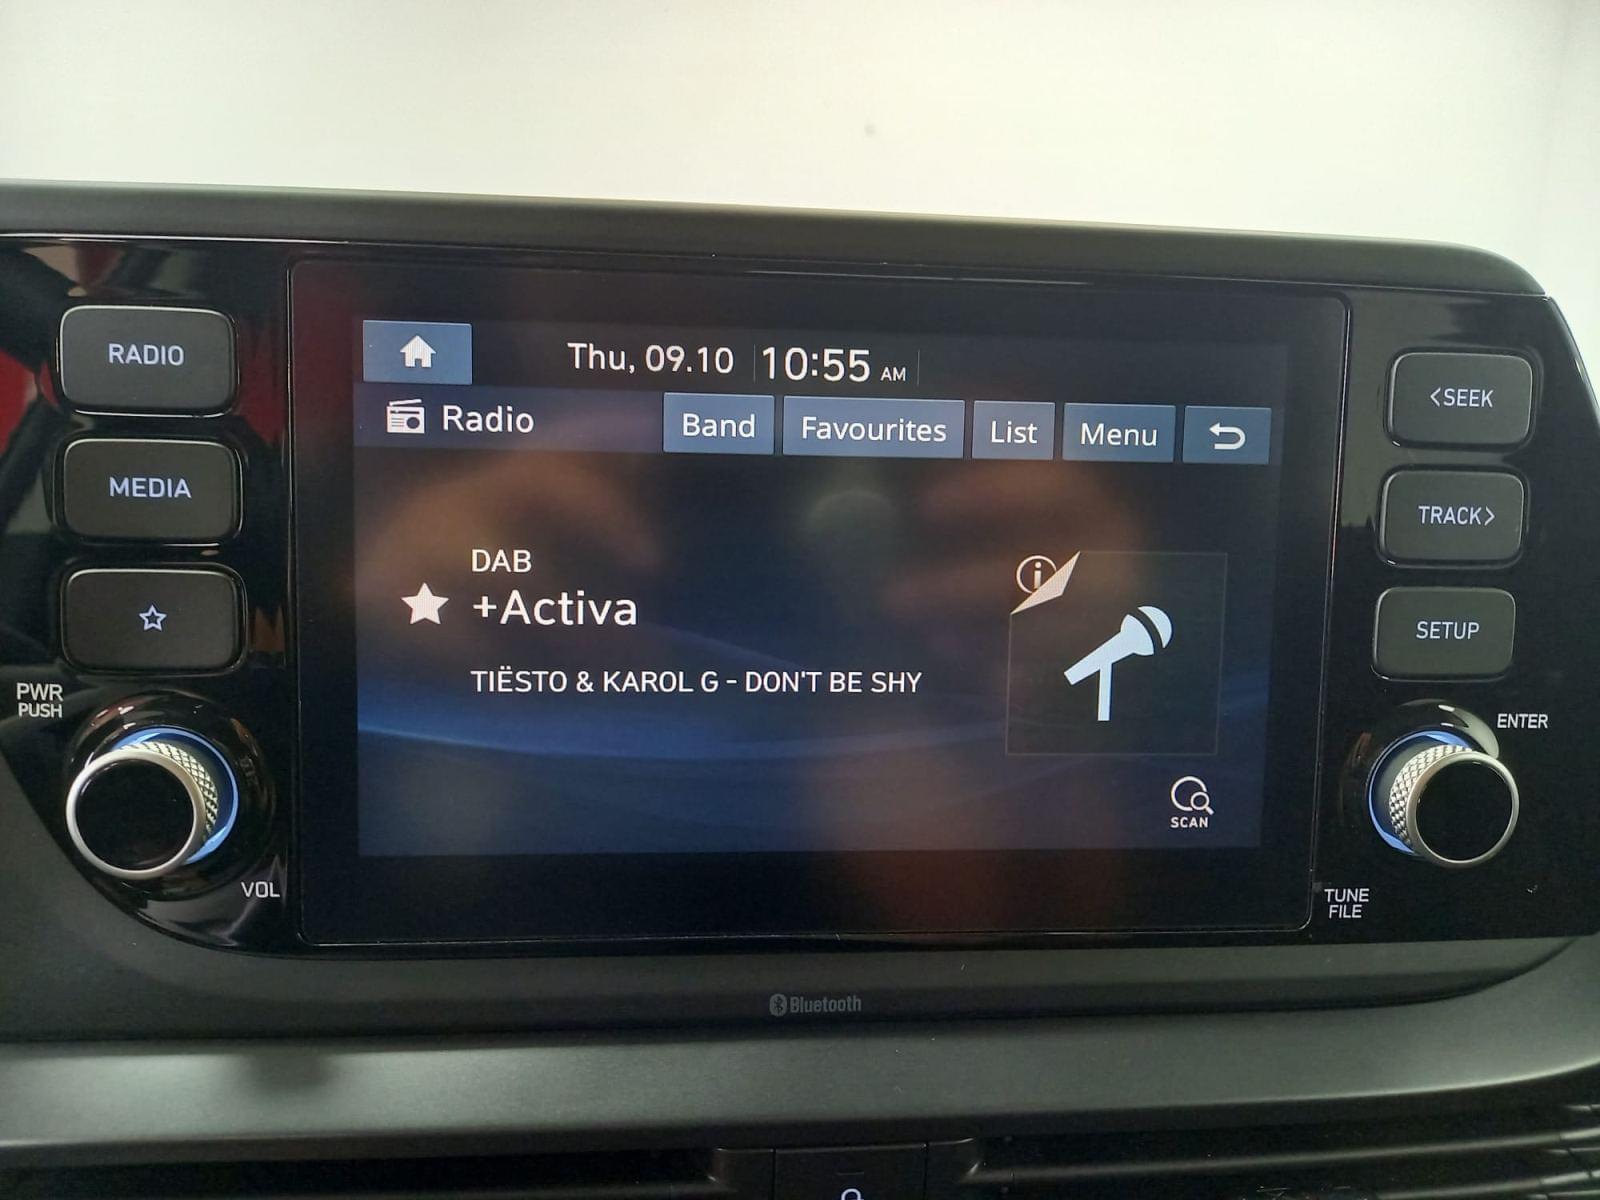 RADIO
MEDIA
PWR
PUSH
VOL
Thu, 09.10 10:55 AM
Radio
Band
Favourites
List
Menu
DAB
+Activa
TIËSTO & KAROL G - DON'T BE SHY
i
SCAN
<SEEK
TRACK>
SETUP
ENTER
TUNE
FILE
Bluetooth